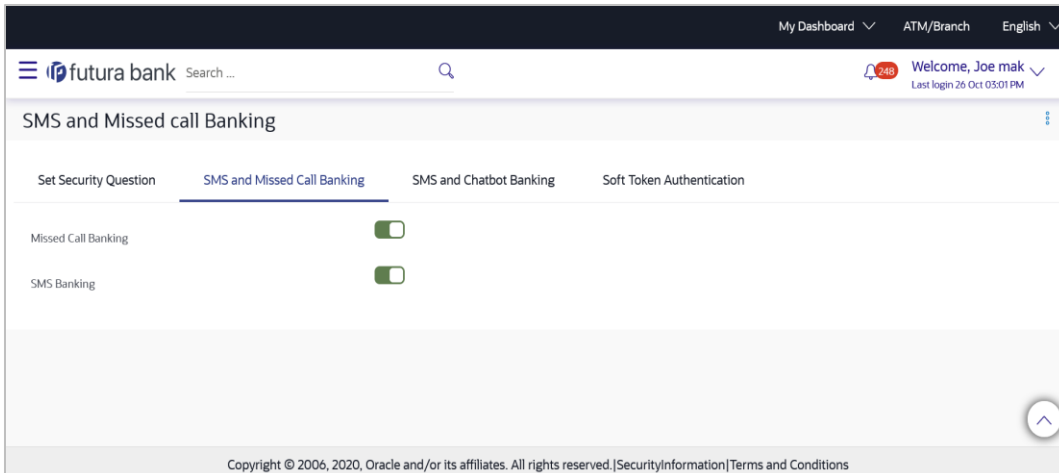 My Dashboard ATM/Branch English
futura bank Search ... 248 Welcome, Joe mak
Last login 26 Oct 03:01 PM
SMS and Missed call Banking
Set Security Question SMS and Missed Call Banking SMS and Chatbot Banking Soft Token Authentication
Missed Call Banking
SMS Banking
Copyright © 2006, 2020, Oracle and/or its affiliates. All rights reserved.|SecurityInformation|Terms and Conditions